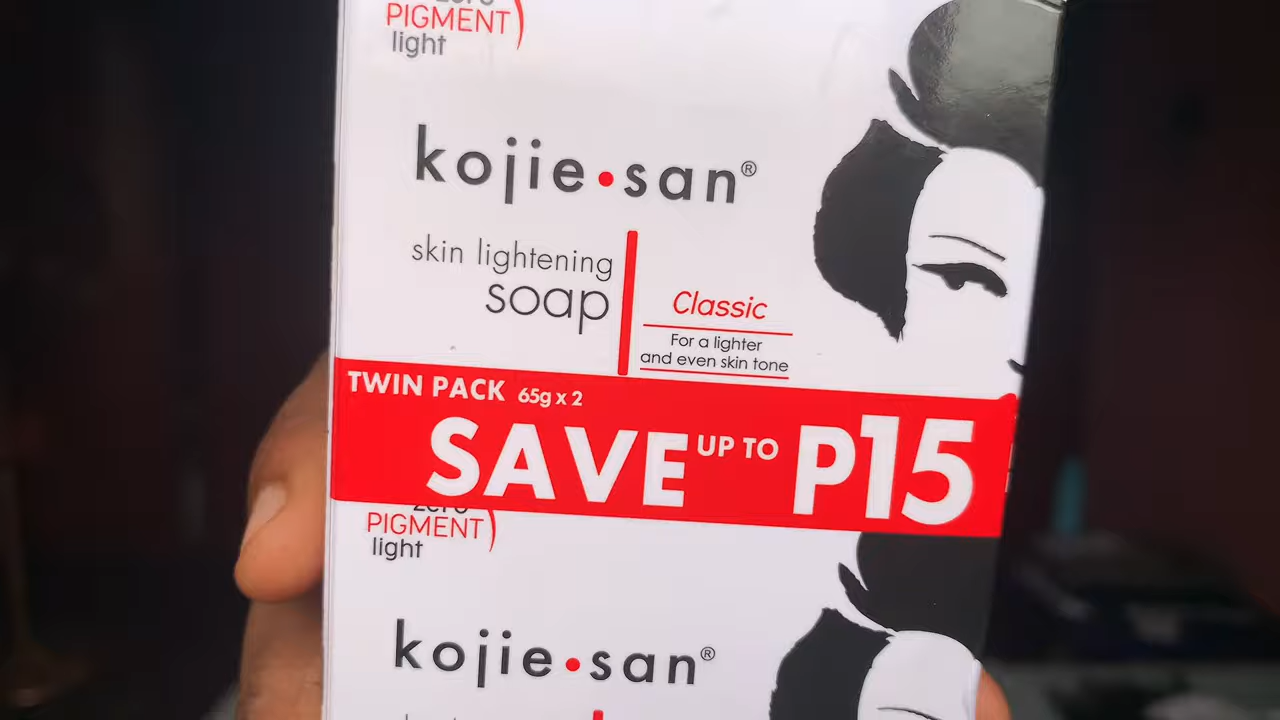 PIGMENT
light
kojie•san®
skin lightening
soap
Classic
For a lighter
and even skin tone
TWIN PACK 65g x 2
SAVE UP TO P15
PIGMENT
light
kojie•san®